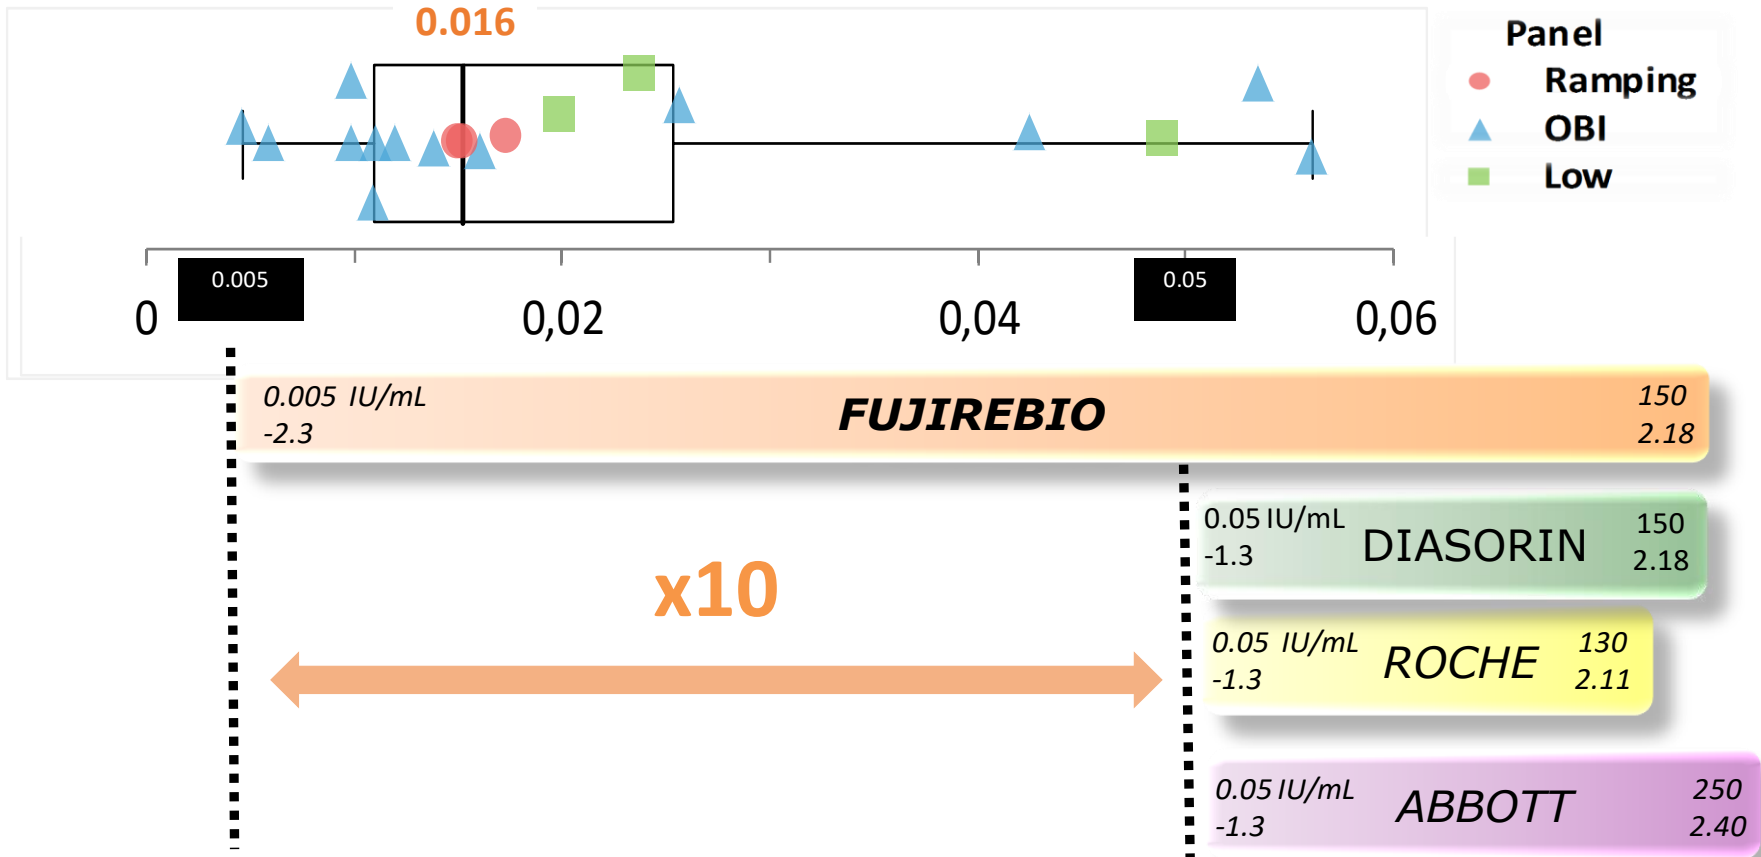 0.016
Panel
Ramping
OBI
Low
0.005
0.05
0
0,02
0,04
0,06
0.005 IU/mL
-2.3
FUJIREBIO
150
2.18
0.05 IU/mL
-1.3
DIASORIN
150
2.18
x10
0.05 IU/mL
-1.3
ROCHE
130
2.11
0.05 IU/mL
-1.3
ABBOTT
250
2.40